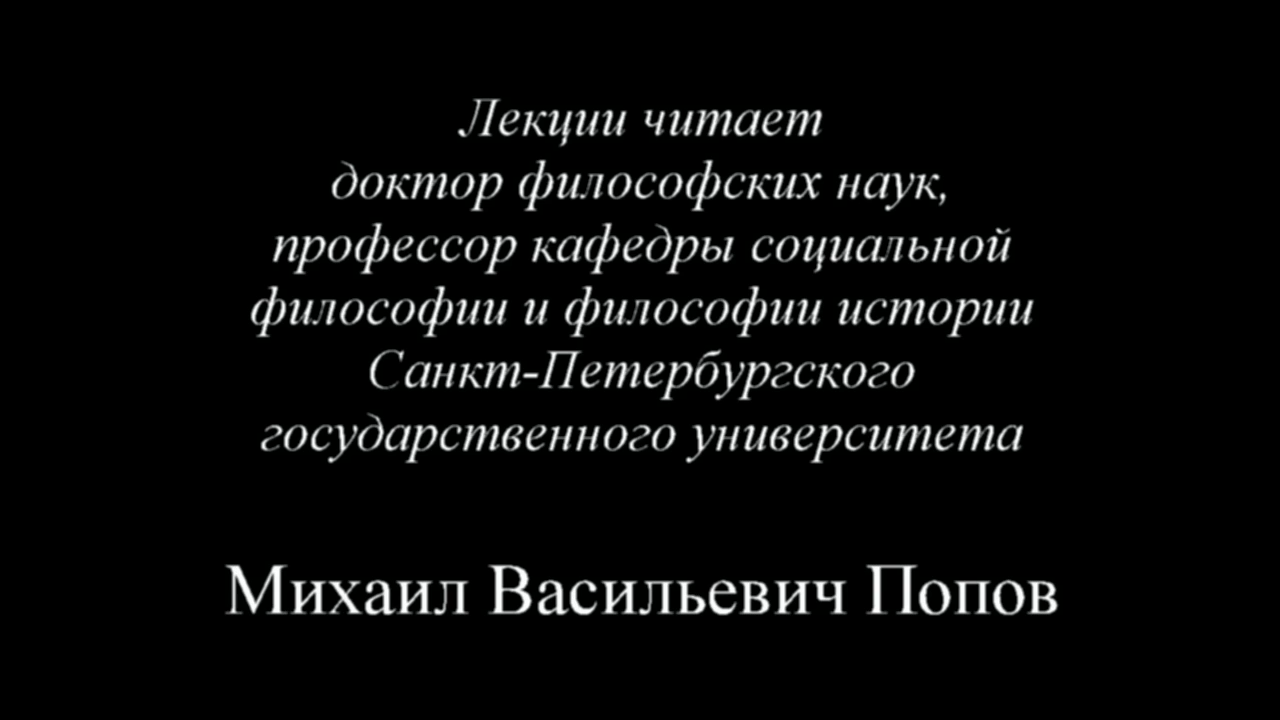 Лекции читает
доктор философских наук,
профессор кафедры социальной
философии и философии истории
Санкт-Петербургского
государственного университета
Михаил Васильевич Попов